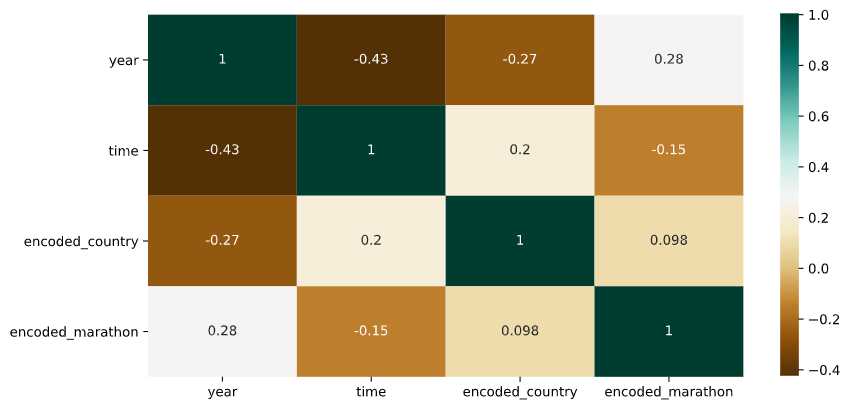 year 1 -0.43 -0.27 0.28
time -0.43 1 0.2 -0.15
encoded_country -0.27 0.2 1 0.098
encoded_marathon 0.28 -0.15 0.098 1
year time encoded_country encoded_marathon
1.0
0.8
0.6
0.4
0.2
0.0
−0.2
−0.4